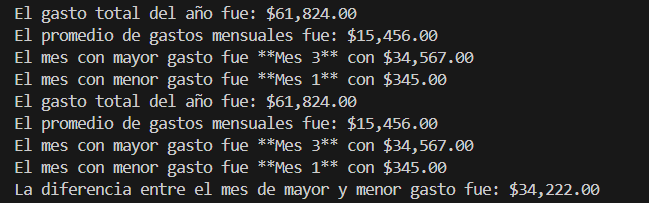 El gasto total del año fue: $61,824.00
El promedio de gastos mensuales fue: $15,456.00
El mes con mayor gasto fue **Mes 3** con $34,567.00
El mes con menor gasto fue **Mes 1** con $345.00
El gasto total del año fue: $61,824.00
El promedio de gastos mensuales fue: $15,456.00
El mes con mayor gasto fue **Mes 3** con $34,567.00
El mes con menor gasto fue **Mes 1** con $345.00
La diferencia entre el mes de mayor y menor gasto fue: $34,222.00